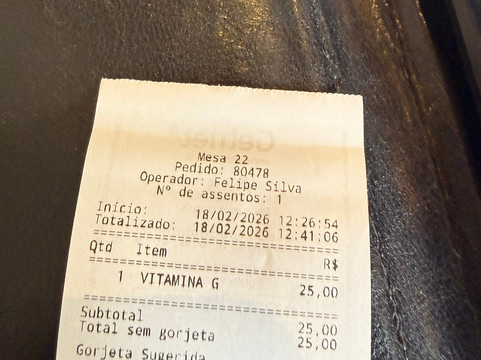 Getnet
Mesa 22
Pedido: 80478
Operador: Felipe Silva
Nº de assentos: 1
Início: 18/02/2026 12:26:54
Totalizado: 18/02/2026 12:41:06
Qtd Item R$
1 VITAMINA G 25,00
Subtotal 25,00
Total sem gorjeta 25,00
Gorjeta Sugerida